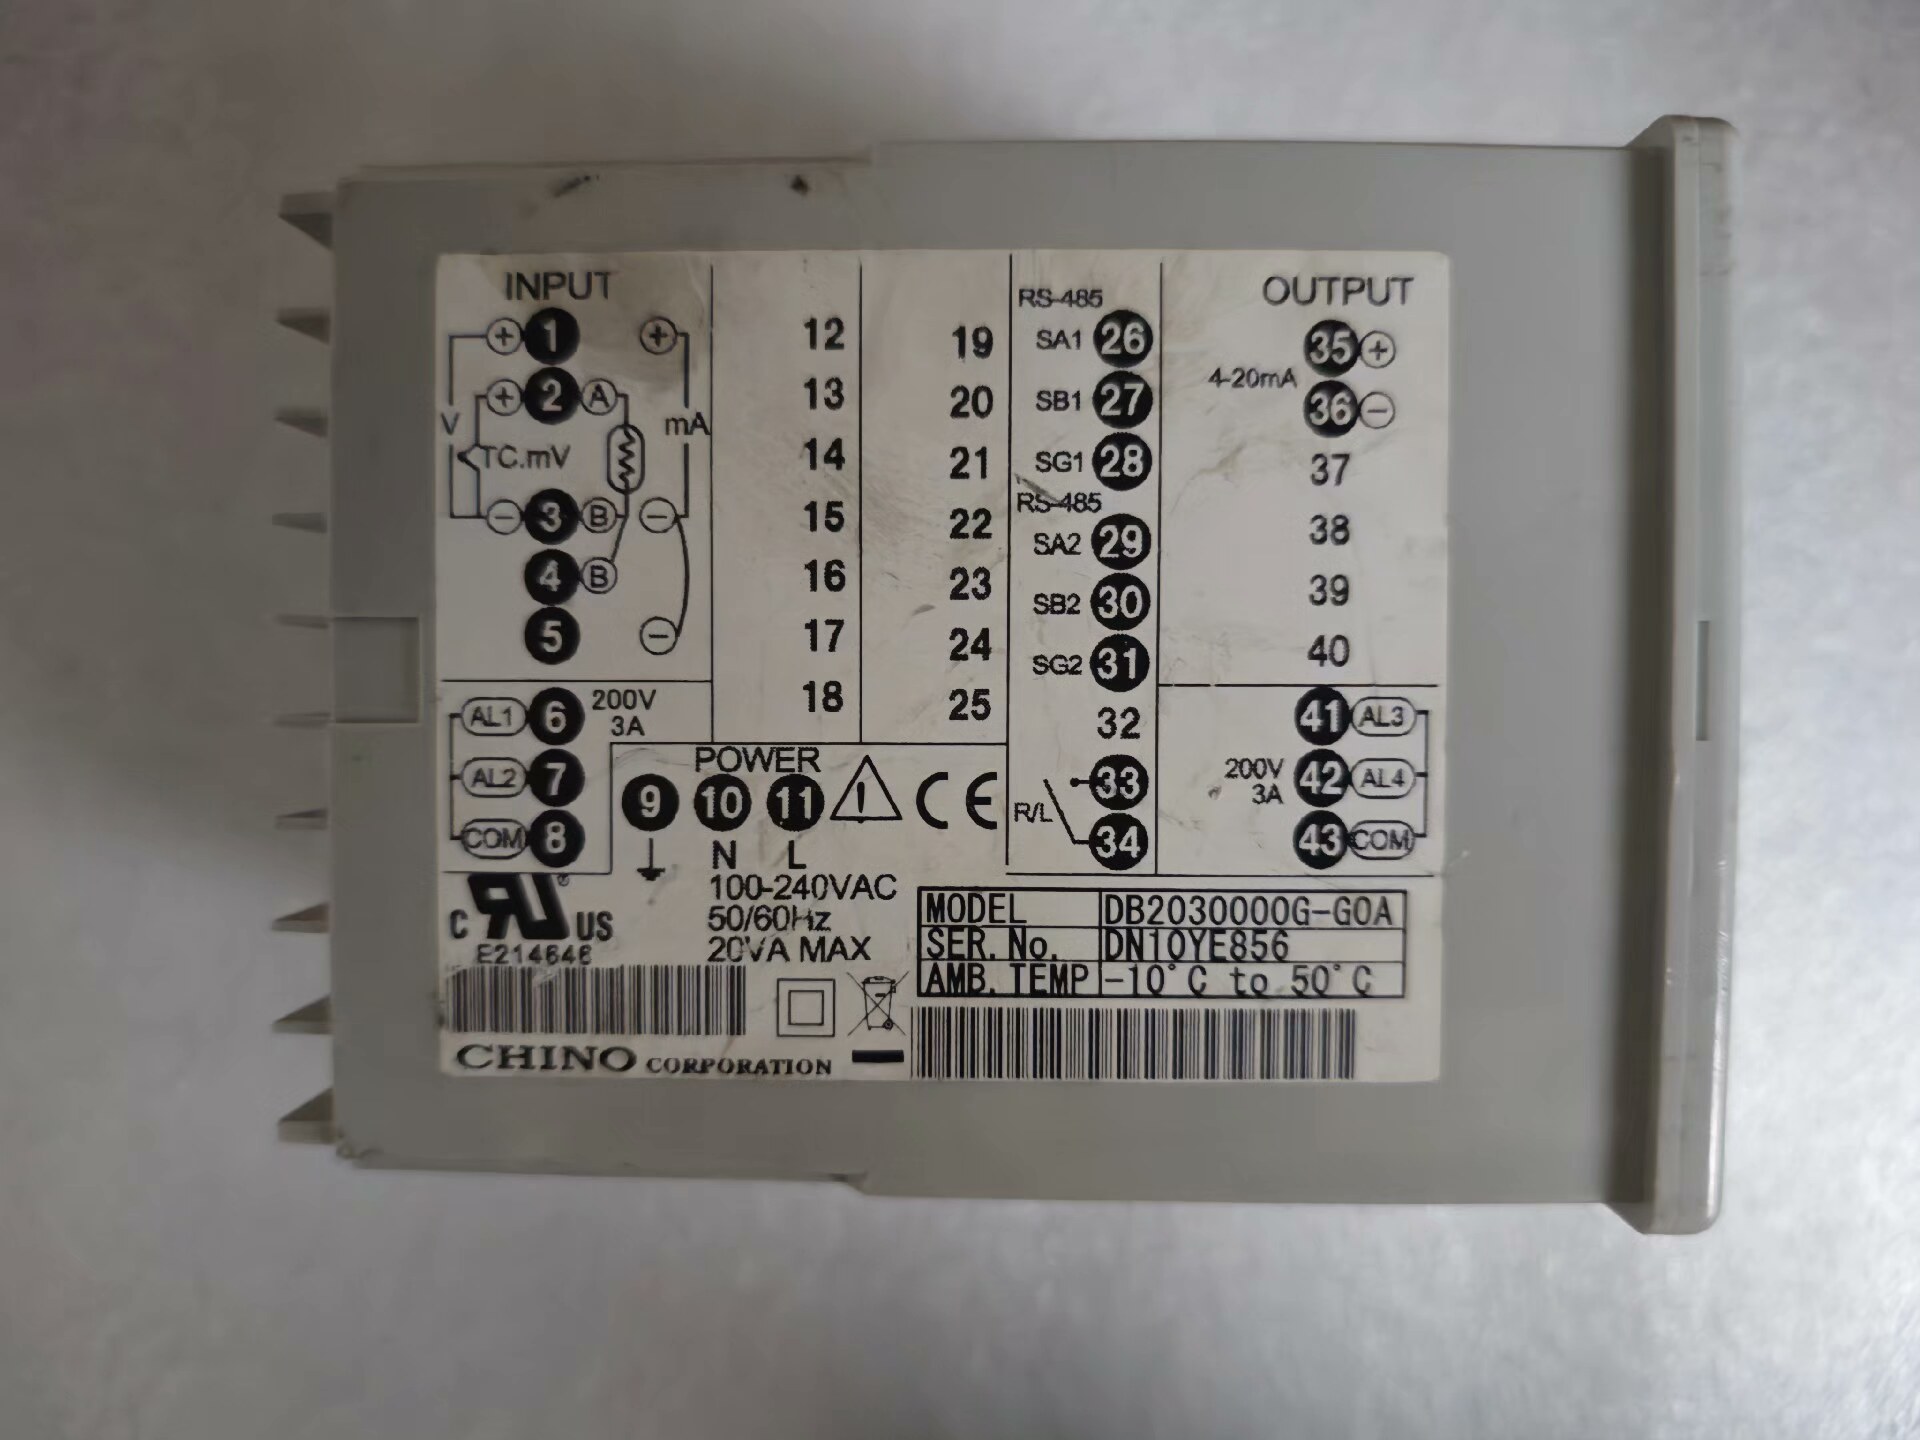 INPUT
+ 1 +
+ 2 A
V
TC.mV
mA
- 3 B -
4 B
5 -
AL1 6 200V
3A
AL2 7
COM 8
12
13
14
15
16
17
18
19
20
21
22
23
24
25
RS-485
SA1 26
SB1 27
SG1 28
RS-485
SA2 29
SB2 30
SG2 31
32
33
R/L
34
OUTPUT
35 +
4-20mA
36 -
37
38
39
40
41 AL3
200V
3A
42 AL4
43 COM
POWER
9 10 11 ! CE
N L
100-240VAC
50/60Hz
20VA MAX
C RU ® US
E214646
MODEL DB2030000G-G0A
SER. No. DN10YE856
AMB. TEMP -10°C to 50°C
CHINO CORPORATION